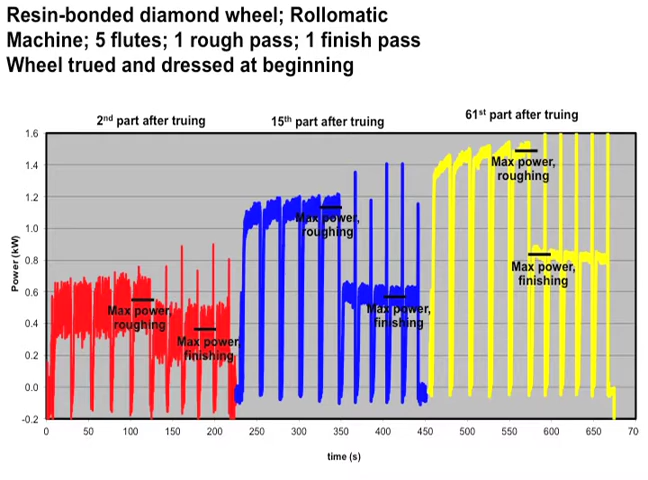 Resin-bonded diamond wheel; Rollomatic
Machine; 5 flutes; 1 rough pass; 1 finish pass
Wheel trued and dressed at beginning
2nd part after truing
15th part after truing
61st part after truing
1.6
1.4
1.2
1.0
0.8
0.6
0.4
0.2
0.0
-0.2
Power (kW)
Max power,
roughing
Max power,
finishing
Max power,
roughing
Max power,
finishing
Max power,
roughing
Max power,
finishing
0 50 100 150 200 250 300 350 400 450 500 550 600 650 70
time (s)